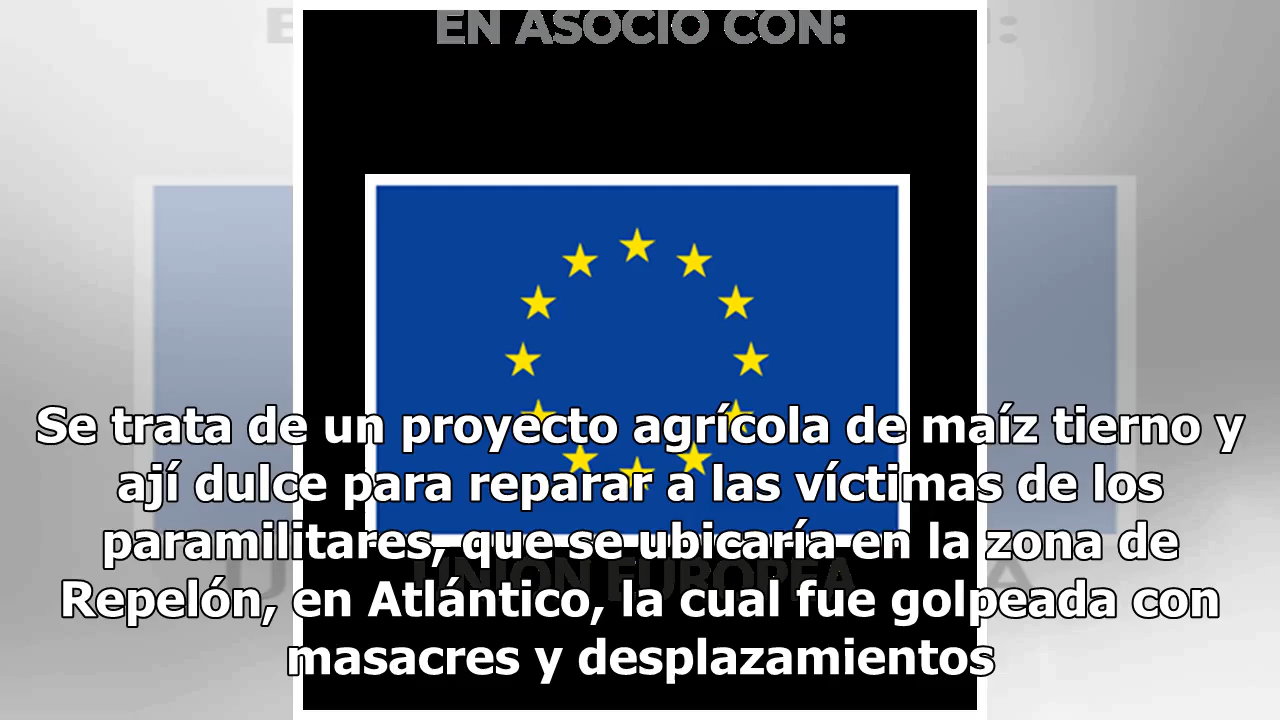 EN ASOCIO CON:
Se trata de un proyecto agrícola de maíz tierno y
ají dulce para reparar a las víctimas de los
paramilitares, que se ubicaría en la zona de
UNIÓN EUROPEA
Repelón, en Atlántico, la cual fue golpeada con
masacres y desplazamientos